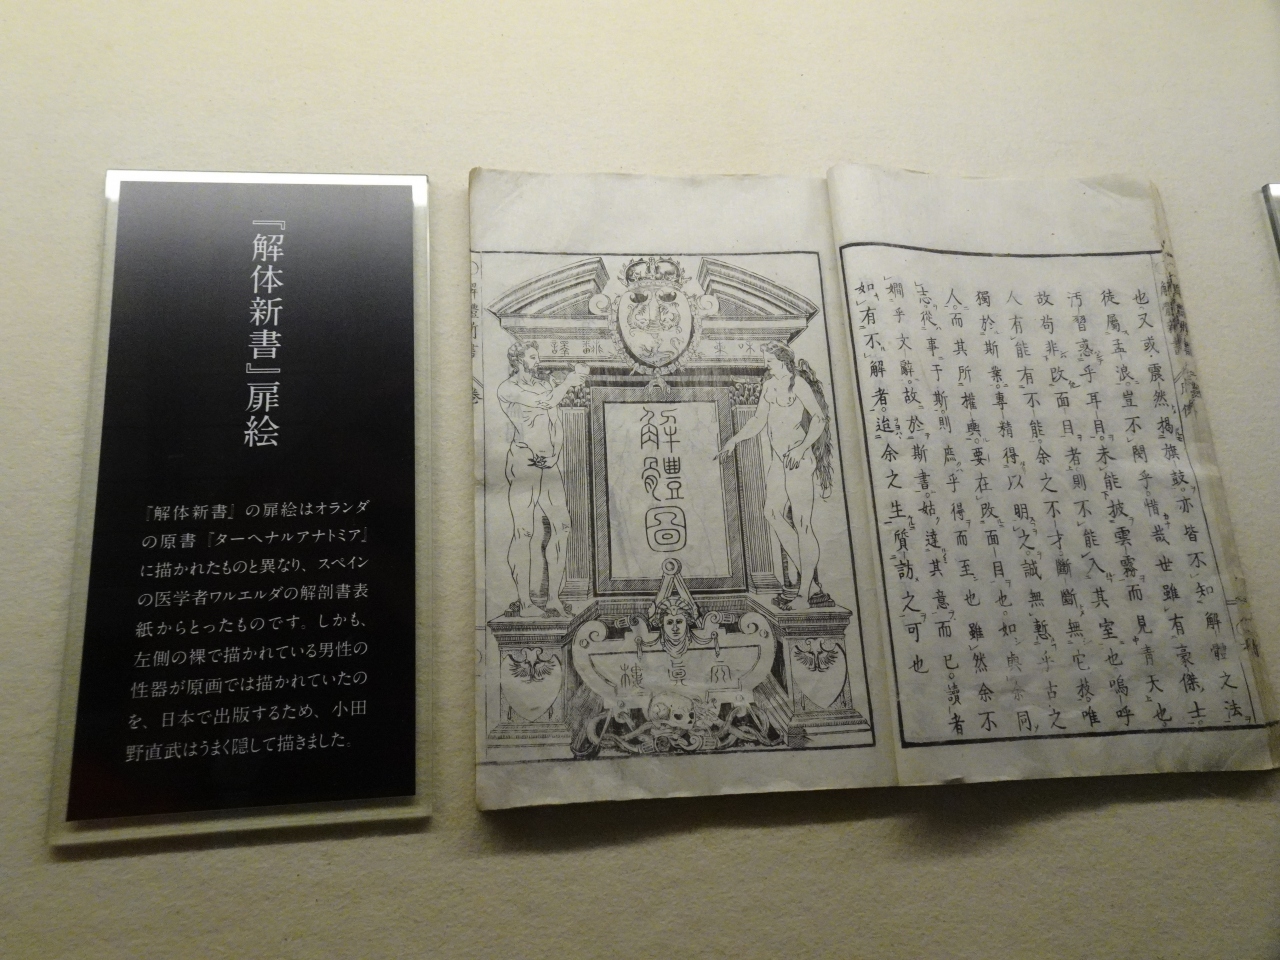 『解体新書』扉絵
『解体新書』の扉絵はオランダ
の原書『ターヘナルアナトミア』
に描かれたものと異なり、スペイン
の医学者ワルエルダの解剖書表
紙からとったものです。しかも、
左側の裸で描かれている男性の
性器が原画では描かれていたの
を、日本で出版するため、小田
野直武はうまく隠して描きました。
也又或震然揭旗鼓亦皆不知解體之法
徒屬孟浪豈不悶乎惜哉世雖有豪傑士
汚習惑乎耳目未能披雲霧而見青天也
故尚非改面目者則不能入其室也嗚呼
人有能有不能余之不才斷斷無它技唯
獨於斯業專精得以明之誠無慙乎古之
人而其所推輿要在改面目也如與余同
志從事于斯則庶乎得而至也雖然余不
嫺乎文辭故於斯書姑達其意而已讀者
如有不解者迨余之生質訪之可也
解體圖